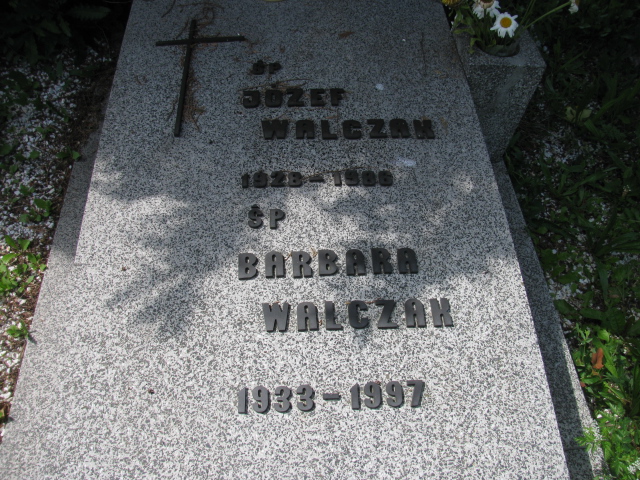 ŚP
JÓZEF
WALCZAK
ŚP
BARBARA
WALCZAK
1933-1997